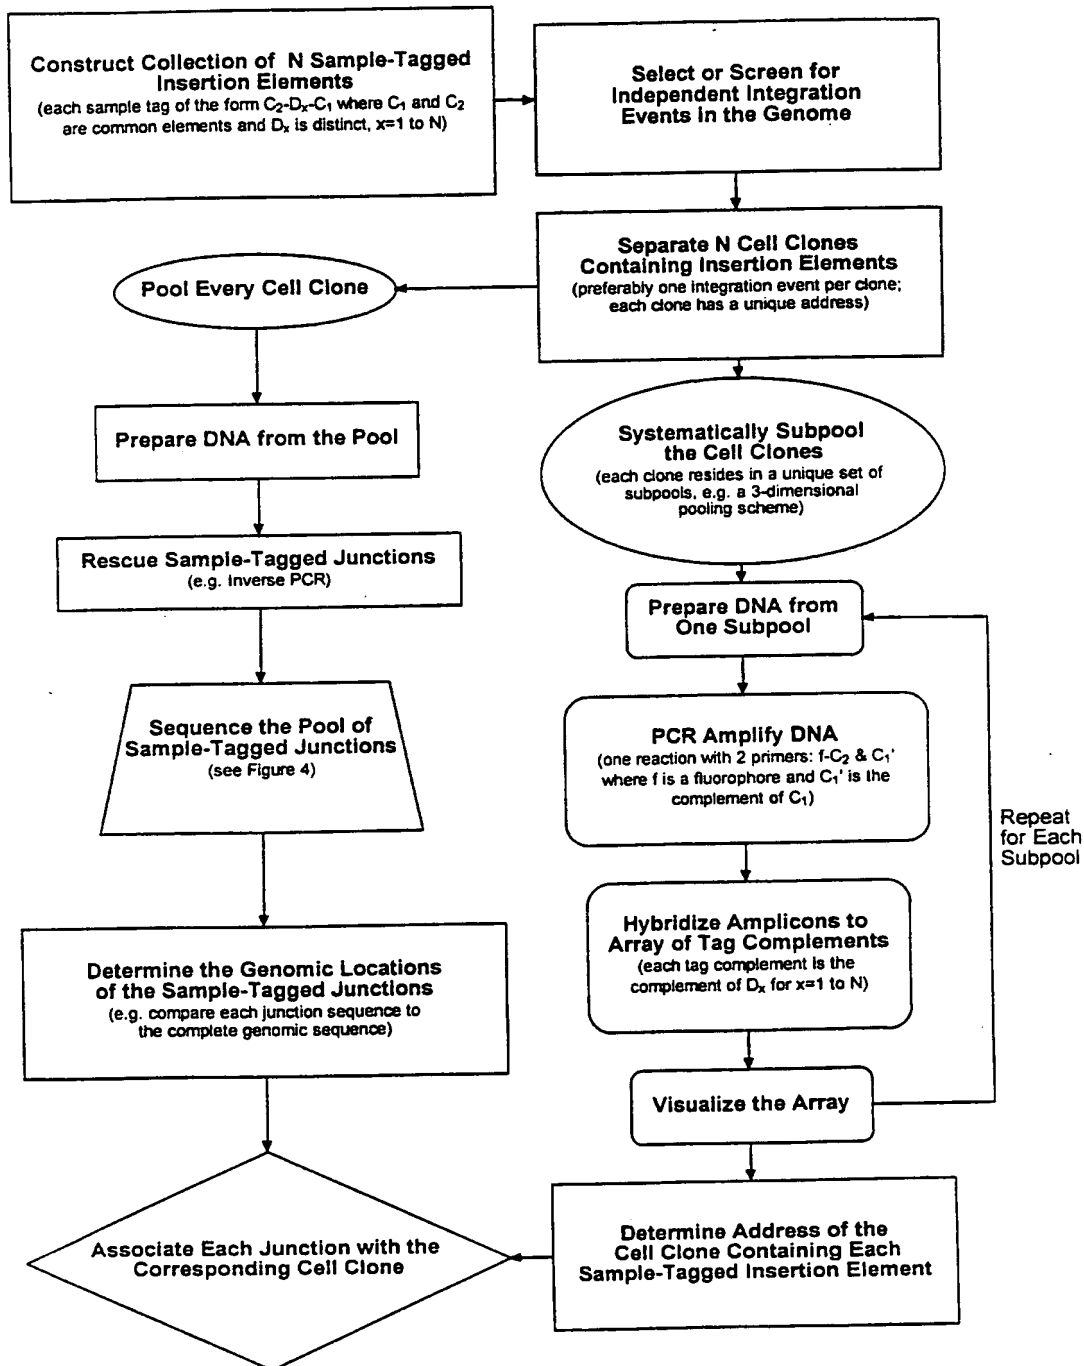 Construct Collection of N Sample-Tagged
Insertion Elements
(each sample tag of the form C₂-Dₓ-C₁ where C₁ and C₂
are common elements and Dₓ is distinct, x=1 to N)
Select or Screen for
Independent Integration
Events in the Genome
Separate N Cell Clones
Containing Insertion Elements
(preferably one integration event per clone;
each clone has a unique address)
Pool Every Cell Clone
Prepare DNA from the Pool
Rescue Sample-Tagged Junctions
(e.g. Inverse PCR)
Sequence the Pool of
Sample-Tagged Junctions
(see Figure 4)
Determine the Genomic Locations
of the Sample-Tagged Junctions
(e.g. compare each junction sequence to
the complete genomic sequence)
Systematically Subpool
the Cell Clones
(each clone resides in a unique set of
subpools, e.g. a 3-dimensional
pooling scheme)
Prepare DNA from
One Subpool
PCR Amplify DNA
(one reaction with 2 primers: f-C₂ & C₁'
where f is a fluorophore and C₁' is the
complement of C₁)
Hybridize Amplicons to
Array of Tag Complements
(each tag complement is the
complement of Dₓ for x=1 to N)
Visualize the Array
Repeat
for Each
Subpool
Determine Address of the
Cell Clone Containing Each
Sample-Tagged Insertion Element
Associate Each Junction with the
Corresponding Cell Clone